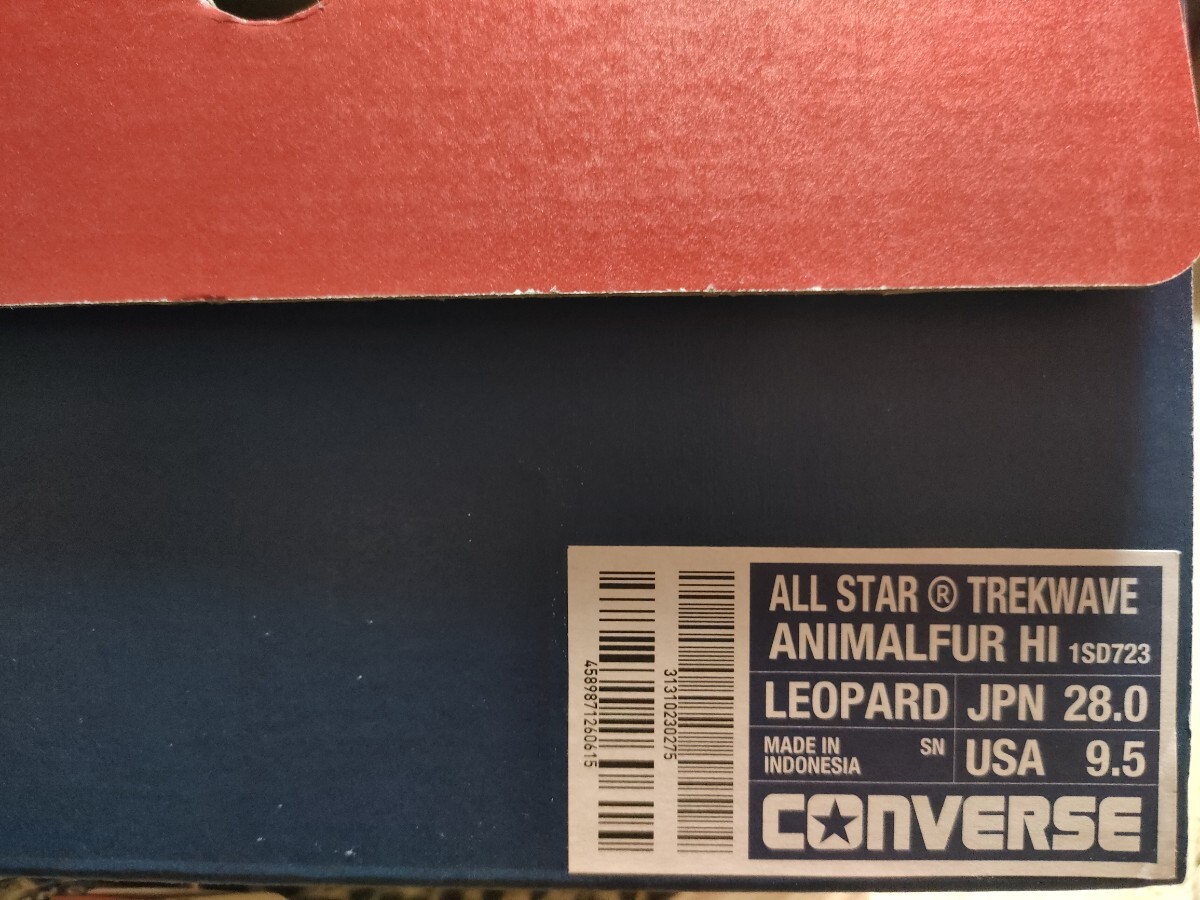 4589871260615
31310230275
ALL STAR ® TREKWAVE
ANIMALFUR HI 1SD723
LEOPARD JPN 28.0
MADE IN INDONESIA SN USA 9.5
CONVERSE